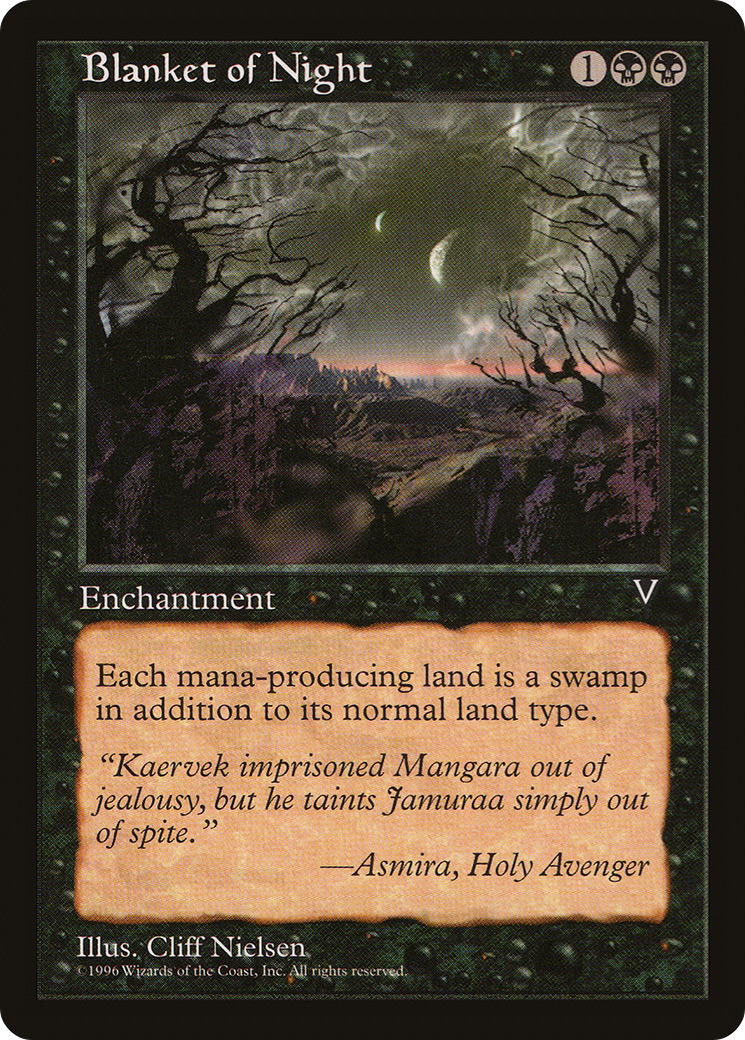 Blanket of Night 1
Enchantment V
Each mana-producing land is a swamp
in addition to its normal land type.
“Kaervek imprisoned Mangara out of
jealousy, but he taints Jamuraa simply out
of spite.”
—Asmira, Holy Avenger
Illus. Cliff Nielsen
©1996 Wizards of the Coast, Inc. All rights reserved.